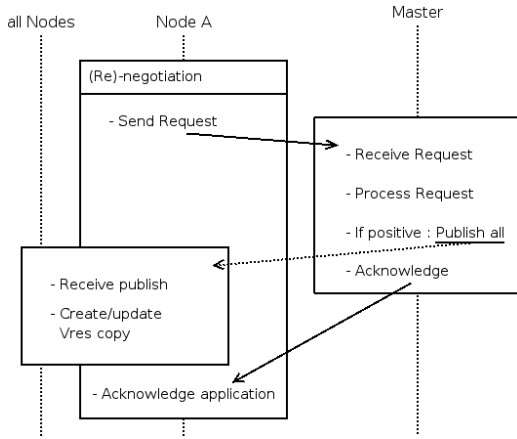 all Nodes
Node A
Master
(Re)-negotiation
- Send Request
- Receive Request
- Process Request
- If positive : Publish all
- Acknowledge
- Receive publish
- Create/update
Vres copy
- Acknowledge application